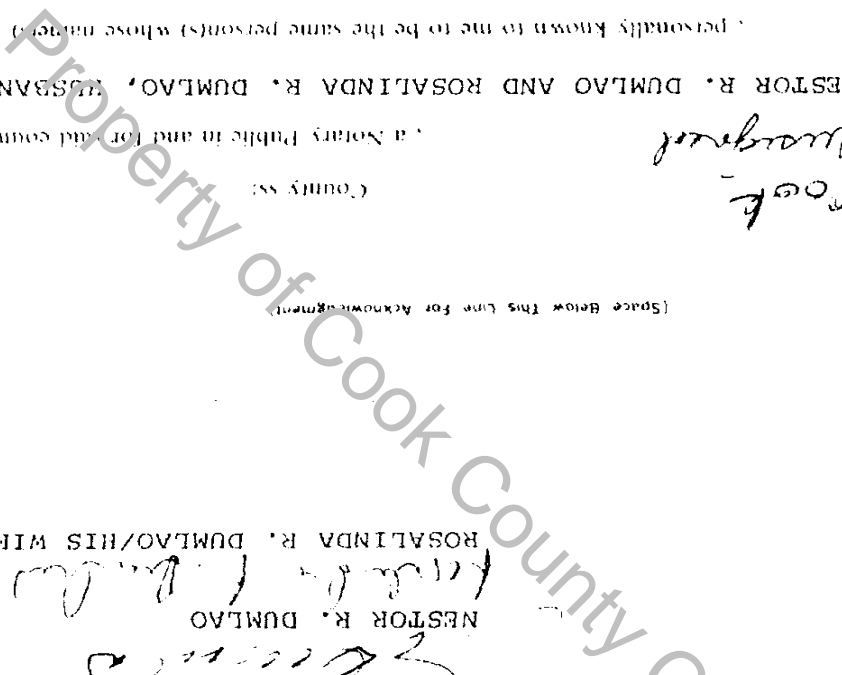 NESTOR R. DUMLAO
ROSALINDA R. DUMLAO/HIS WIF
(Space Below This Line For Acknowledgment)
County ss:
, a Notary Public in and for said coun
ESTOR R. DUMLAO AND ROSALINDA R. DUMLAO, HUSBAN
, personally known to me to be the same person(s) whose name(s)
Property of Cook County